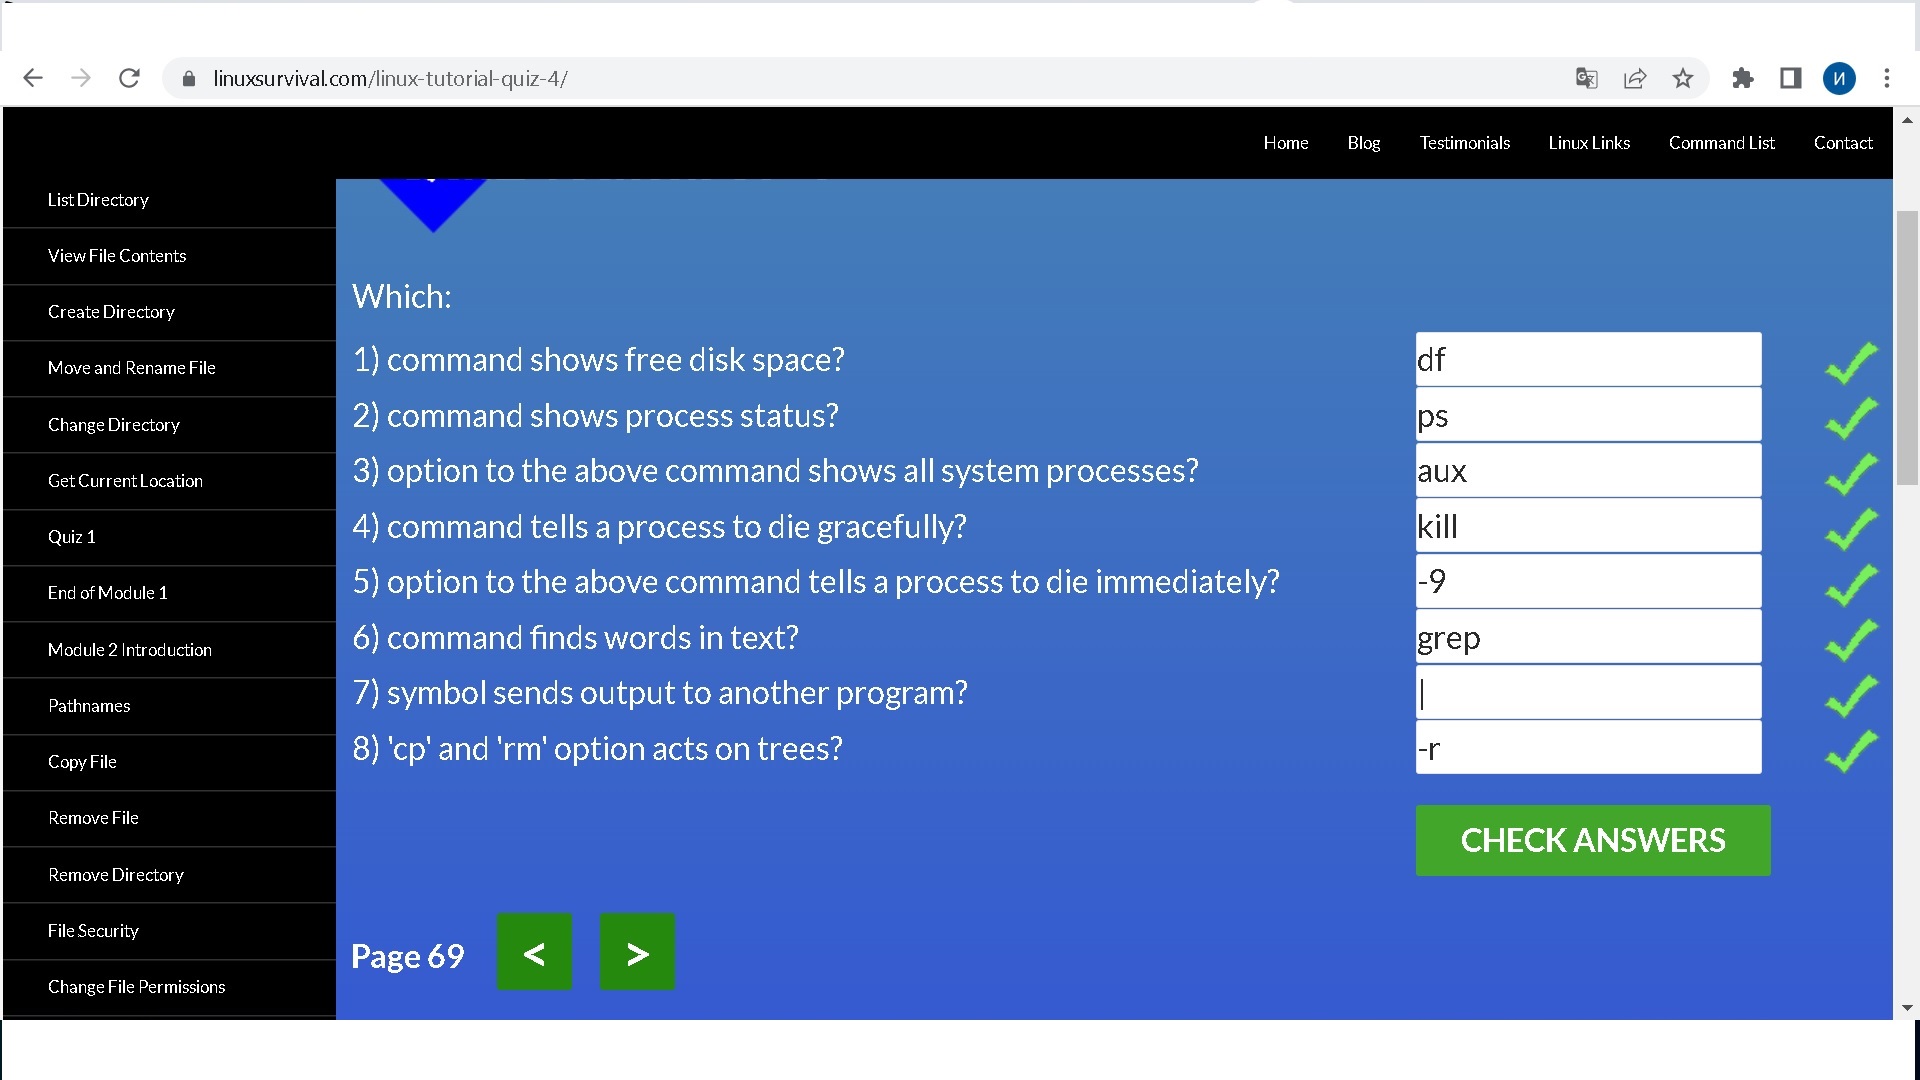 linuxsurvival.com/linux-tutorial-quiz-4/
И
Home Blog Testimonials Linux Links Command List Contact
List Directory
View File Contents
Create Directory
Move and Rename File
Change Directory
Get Current Location
Quiz 1
End of Module 1
Module 2 Introduction
Pathnames
Copy File
Remove File
Remove Directory
File Security
Change File Permissions
Which:
1) command shows free disk space? df
2) command shows process status? ps
3) option to the above command shows all system processes? aux
4) command tells a process to die gracefully? kill
5) option to the above command tells a process to die immediately? -9
6) command finds words in text? grep
7) symbol sends output to another program? |
8) 'cp' and 'rm' option acts on trees? -r
CHECK ANSWERS
Page 69 < >